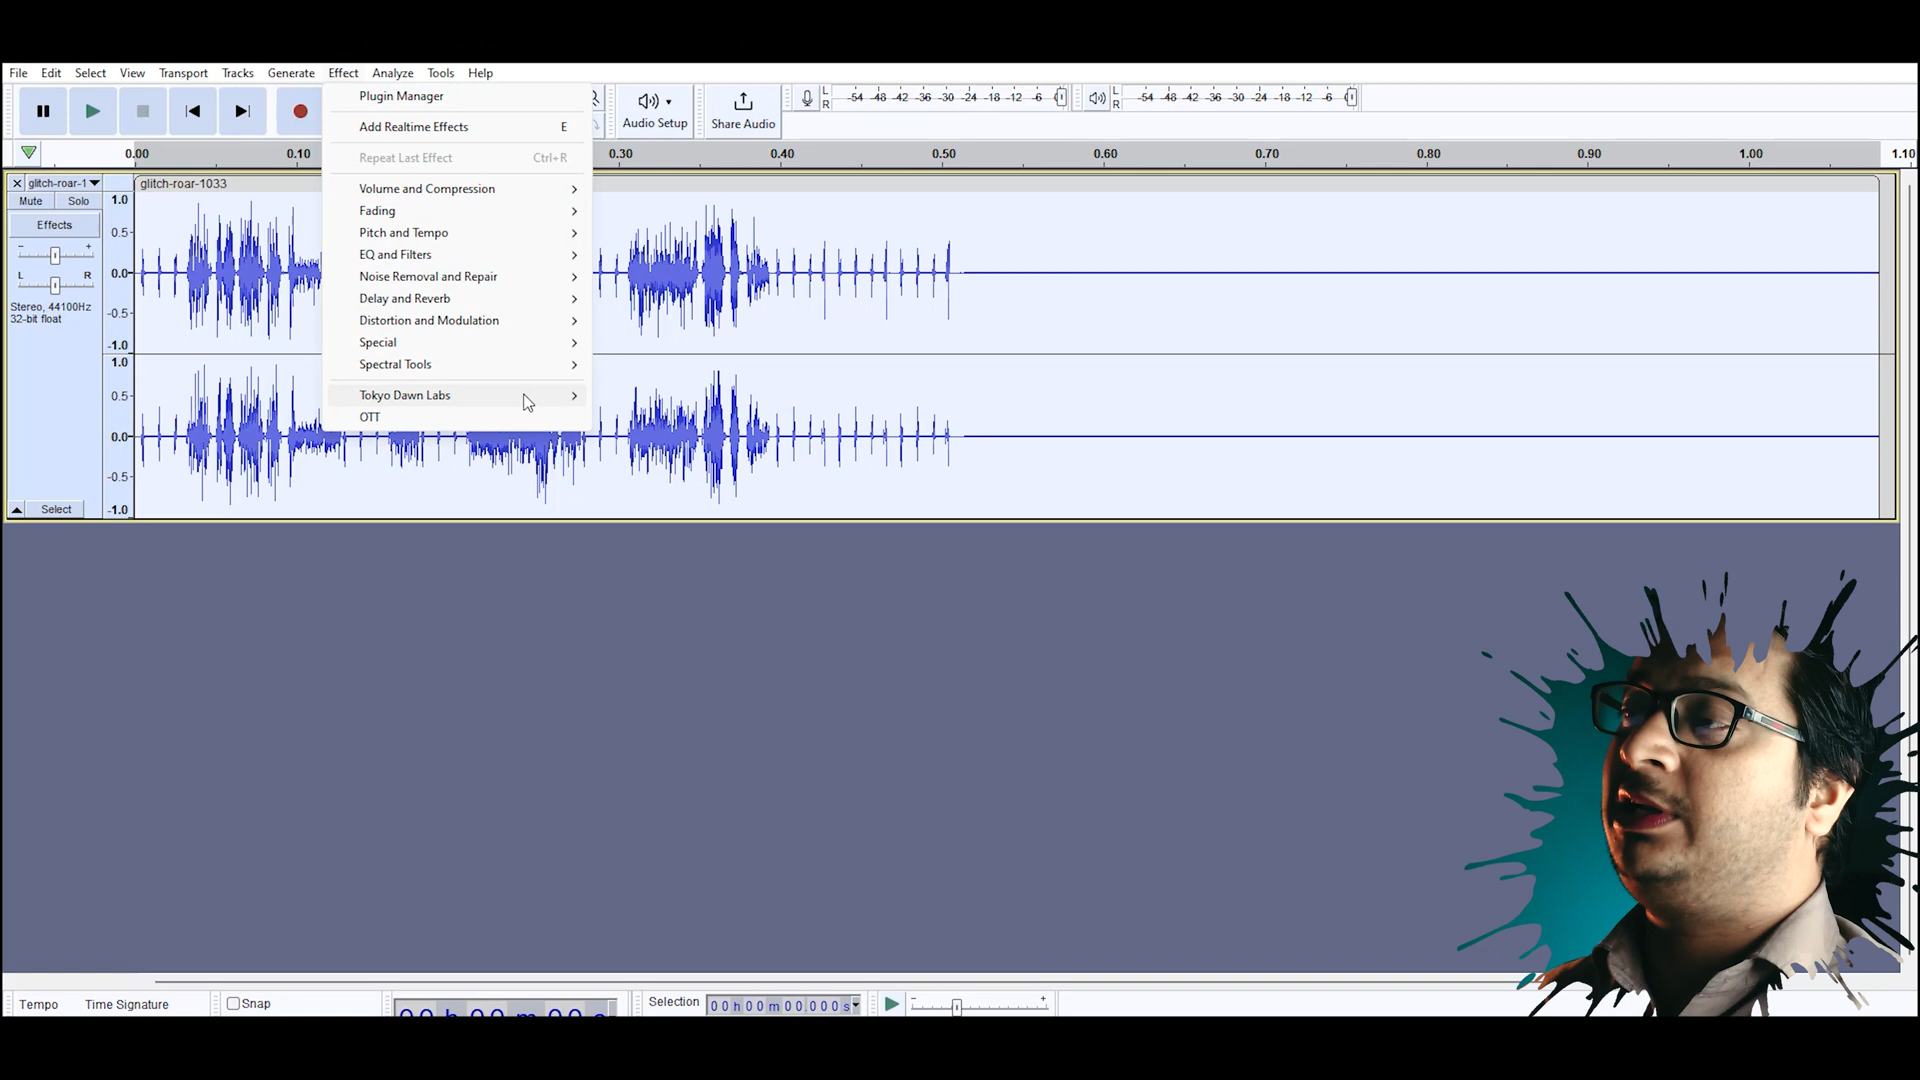 File Edit Select View Transport Tracks Generate Effect Analyze Tools Help
Plugin Manager
Add Realtime Effects E
Repeat Last Effect Ctrl+R
Volume and Compression
Fading
Pitch and Tempo
EQ and Filters
Noise Removal and Repair
Delay and Reverb
Distortion and Modulation
Special
Spectral Tools
Tokyo Dawn Labs
OTT
Audio Setup
Share Audio
L
R
-54 -48 -42 -36 -30 -24 -18 -12 -6
L
R
-54 -48 -42 -36 -30 -24 -18 -12 -6
0.00 0.10 0.30 0.40 0.50 0.60 0.70 0.80 0.90 1.00 1.10
glitch-roar-1
glitch-roar-1033
Mute Solo
Effects
- +
L R
Stereo, 44100Hz
32-bit float
Select
1.0
0.5
0.0
-0.5
-1.0
1.0
0.5
0.0
-0.5
-1.0
Tempo
Time Signature
Snap
00 h 00 m 00 s
Selection
00 h 00 m 00.000 s
- +